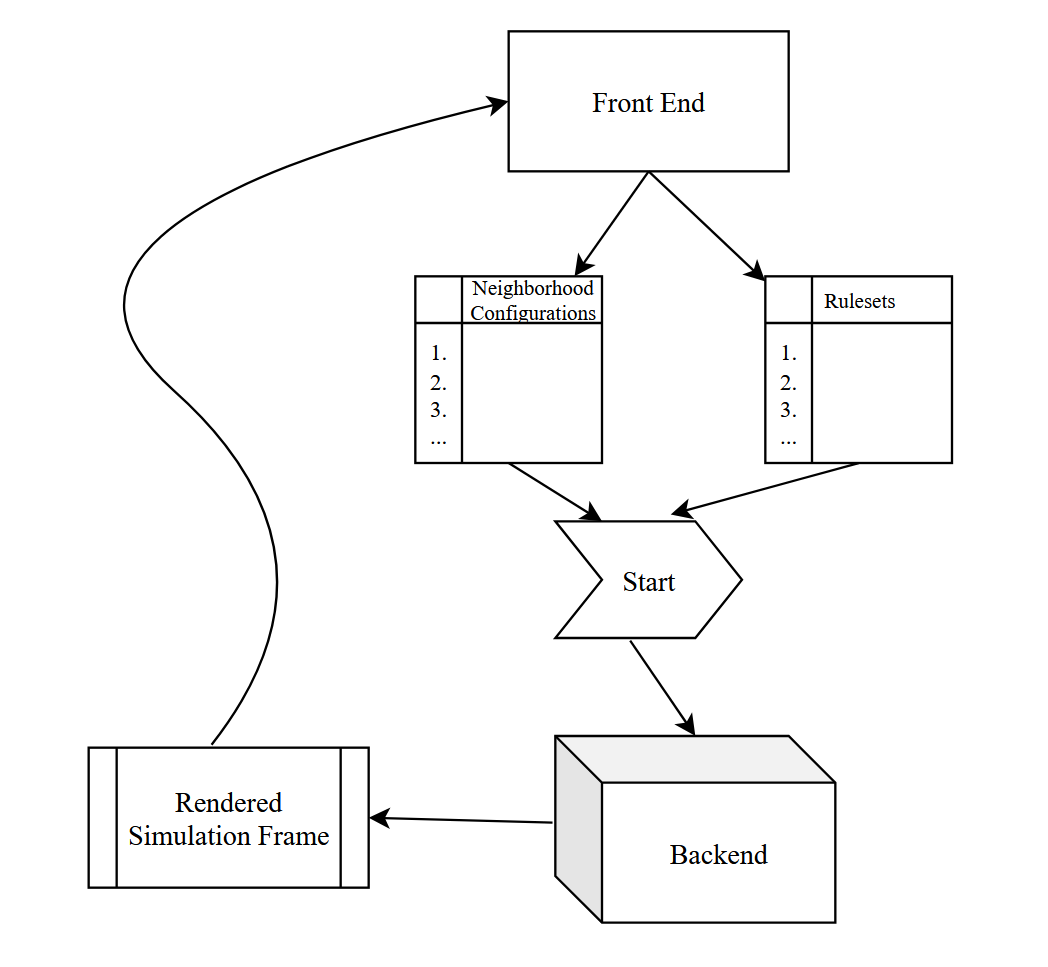 Front End
Neighborhood
Configurations
1.
2.
3.
...
Rulesets
1.
2.
3.
...
Start
Backend
Rendered
Simulation Frame